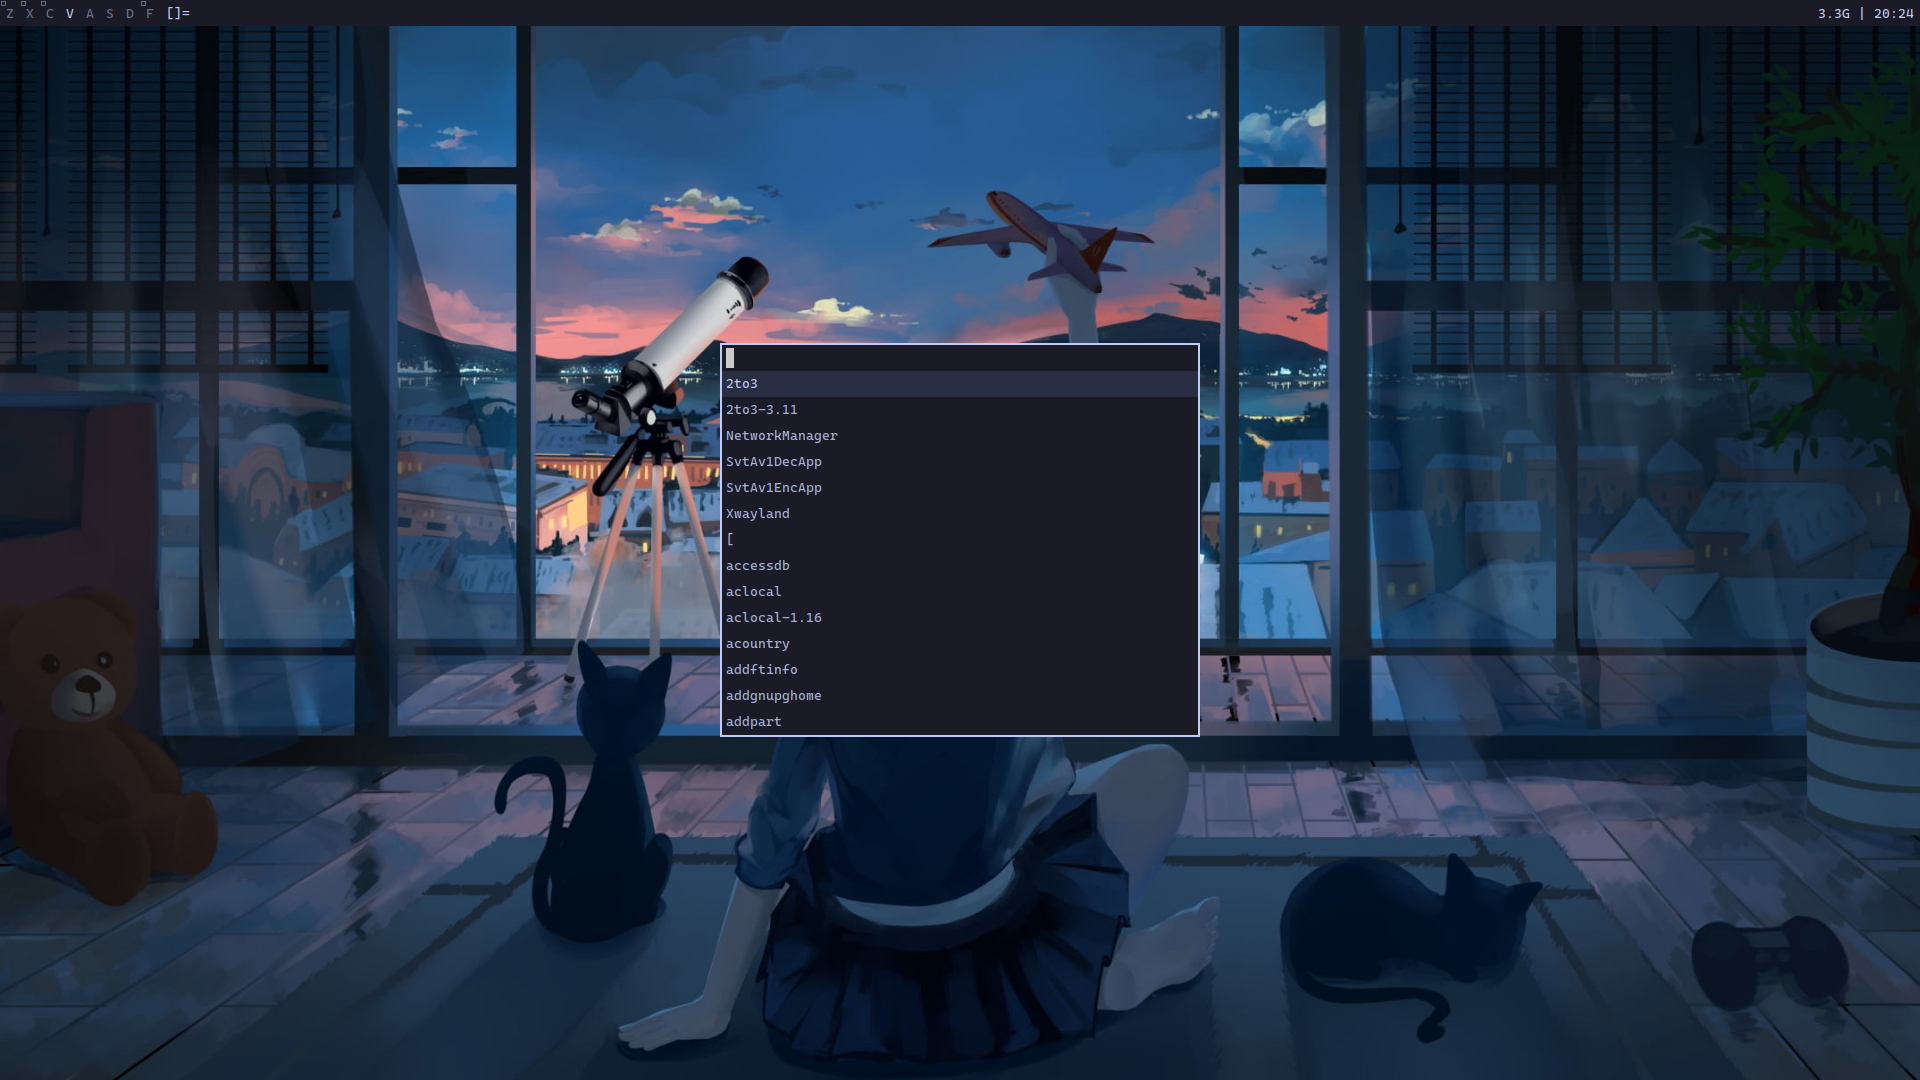 Z X C V A S D F []=
3.3G | 20:24
2to3
2to3-3.11
NetworkManager
SvtAv1DecApp
SvtAv1EncApp
Xwayland
[
accessdb
aclocal
aclocal-1.16
acountry
addftinfo
addgnupghome
addpart